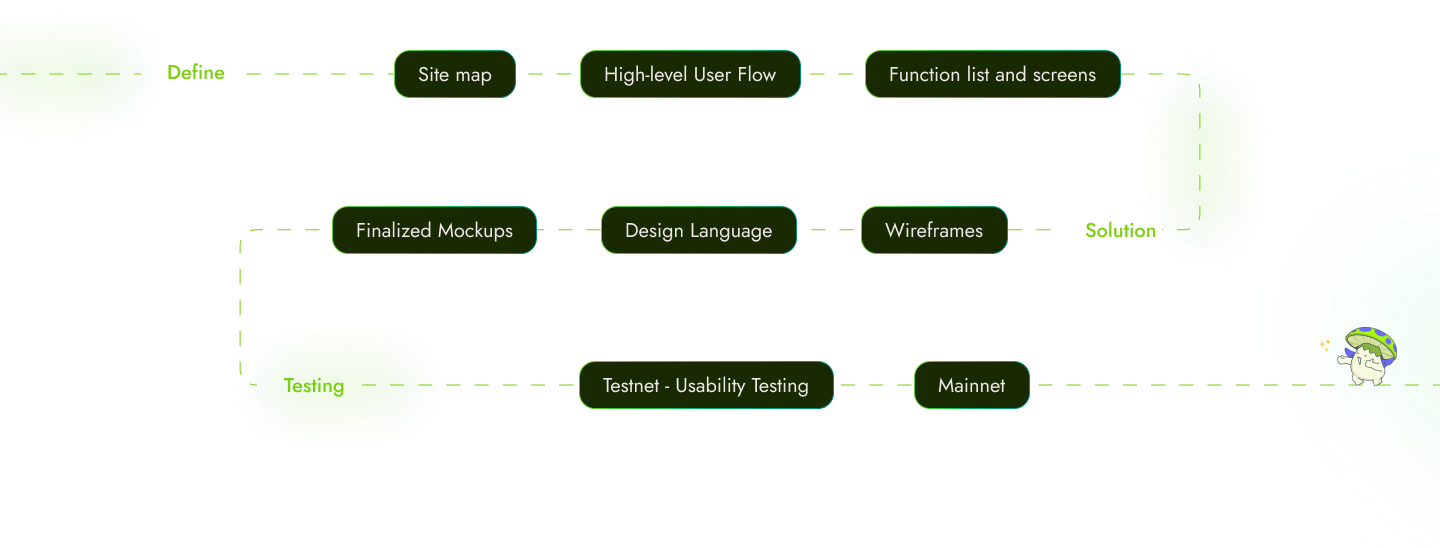 Define
Site map
High-level User Flow
Function list and screens
Finalized Mockups
Design Language
Wireframes
Solution
Testing
Testnet - Usability Testing
Mainnet